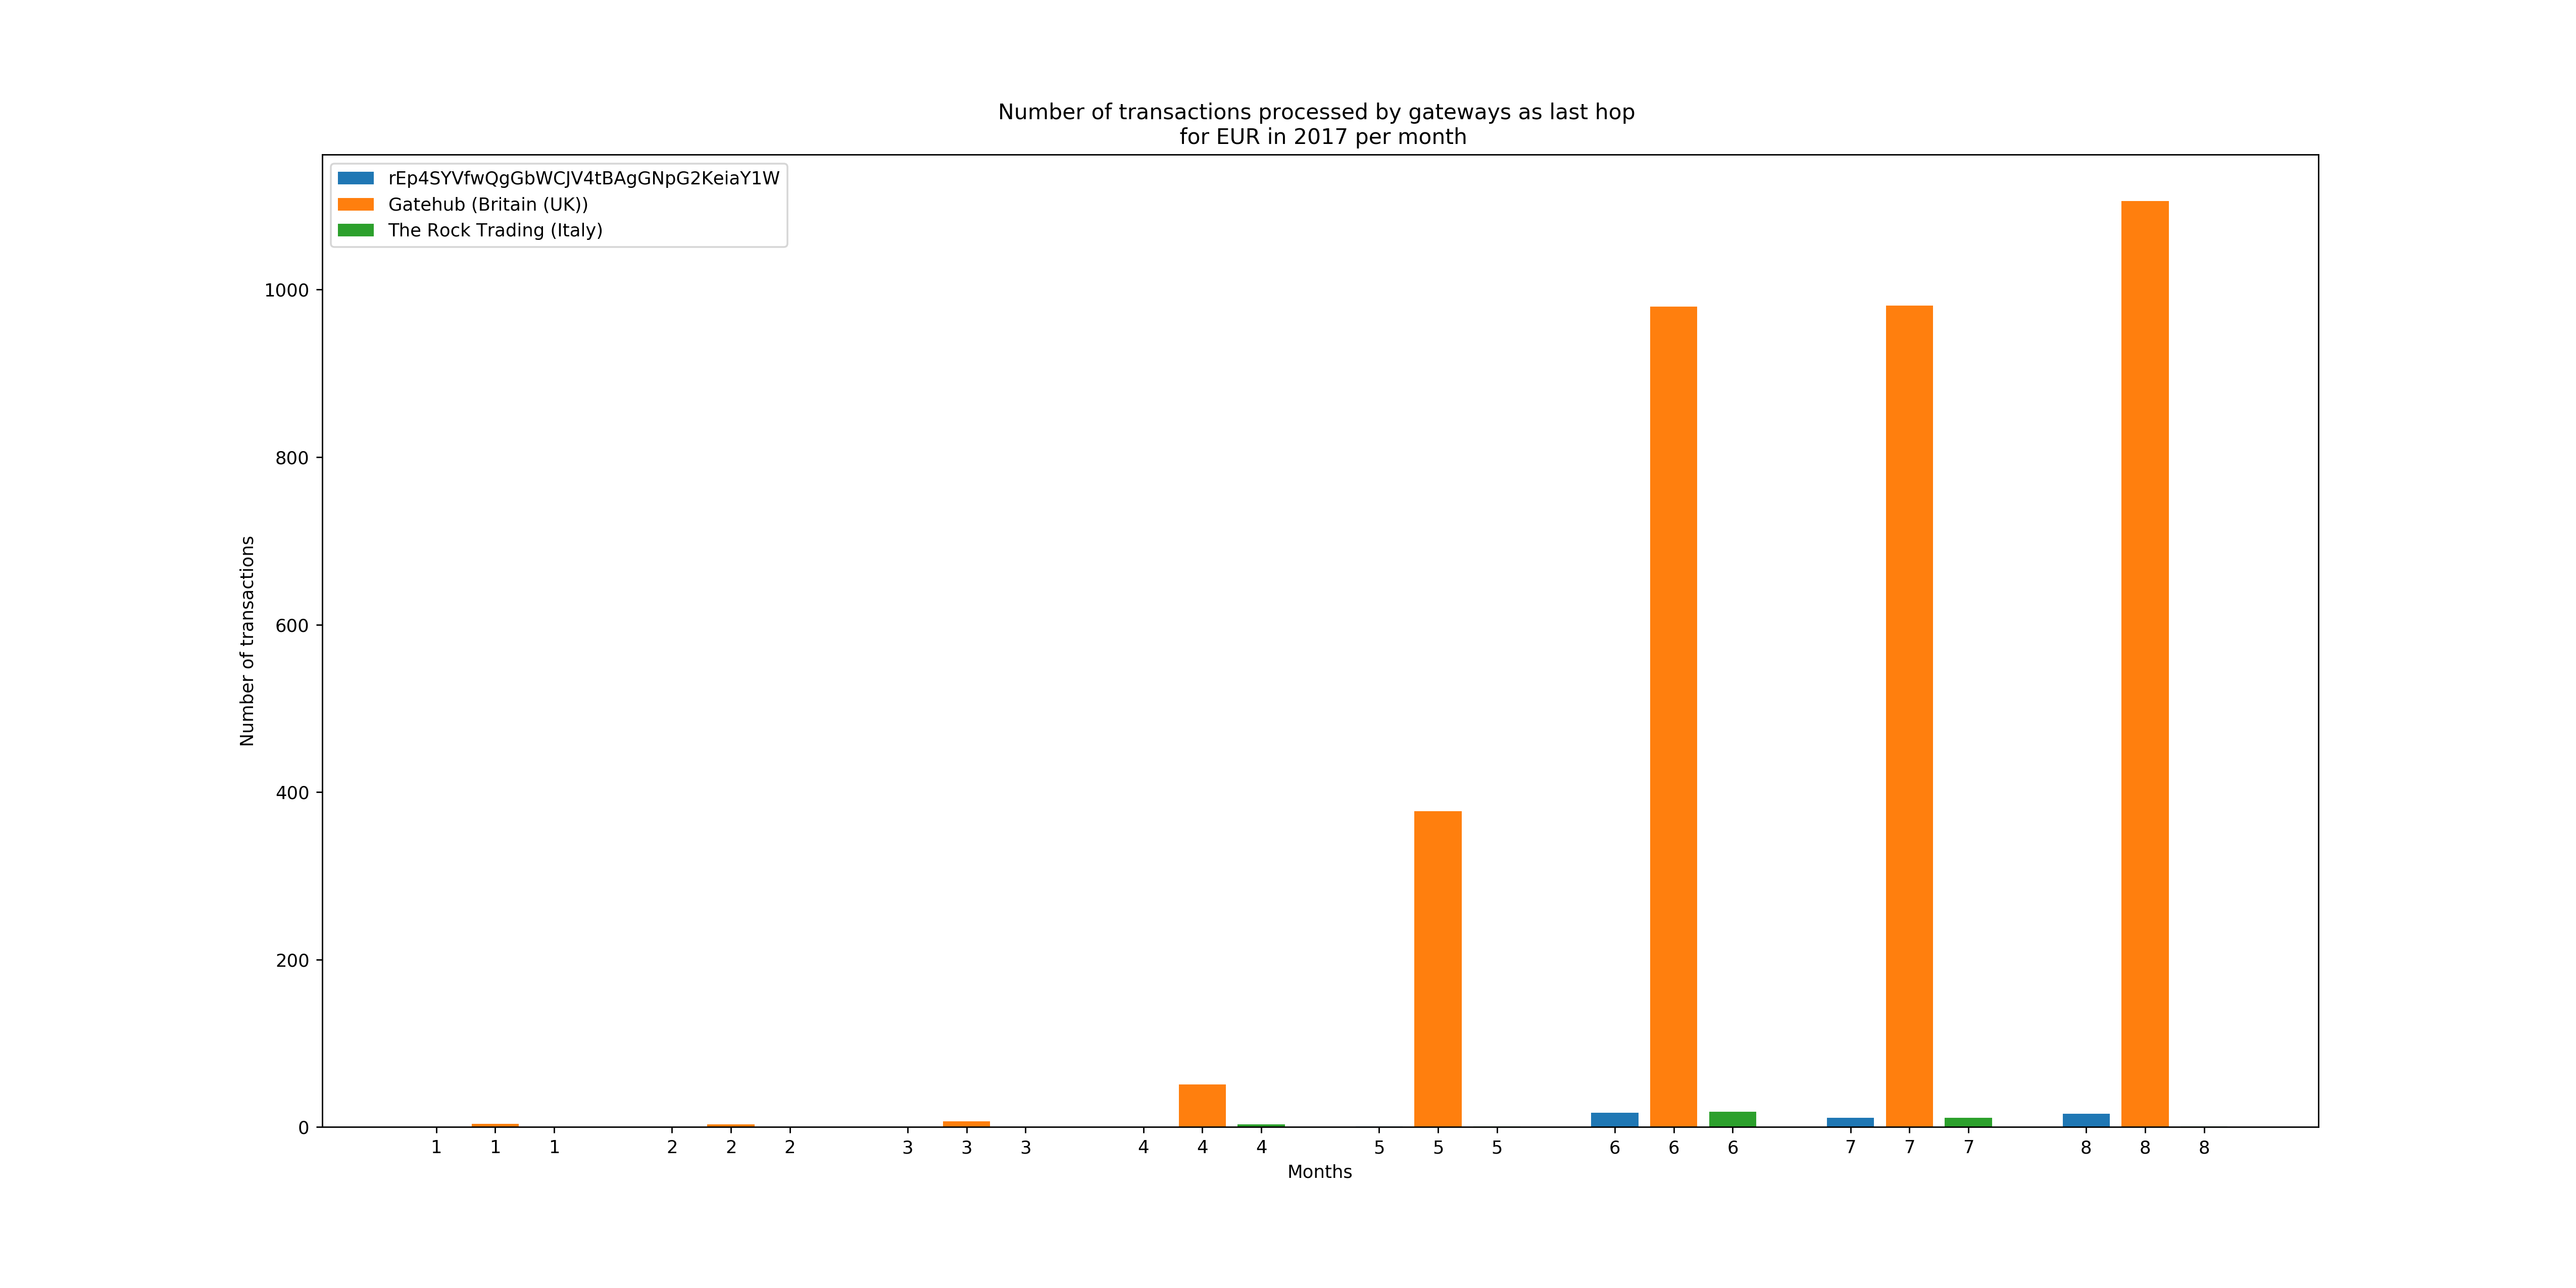 Number of transactions processed by gateways as last hop
for EUR in 2017 per month
rEp4SYVfwQgGbWCJV4tBAgGNpG2KeiaY1W
Gatehub (Britain (UK))
The Rock Trading (Italy)
Number of transactions
1000
800
600
400
200
0
1 1 1 2 2 2 3 3 3 4 4 4 5 5 5 6 6 6 7 7 7 8 8 8
Months